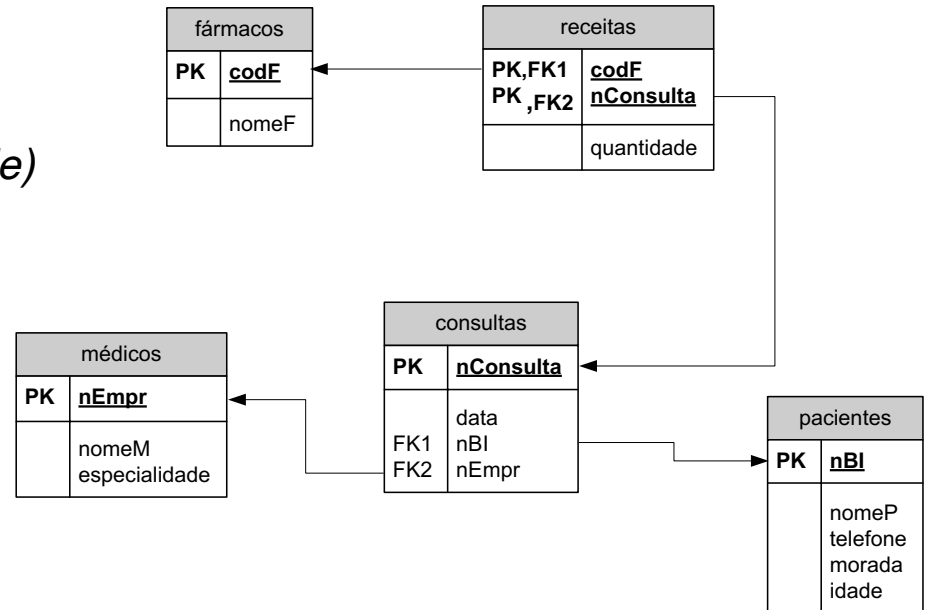 fármacos
PK codF
nomeF
receitas
PK,FK1 codF
PK ,FK2 nConsulta
quantidade
e)
médicos
PK nEmpr
nomeM
especialidade
consultas
PK nConsulta
data
FK1 nBI
FK2 nEmpr
pacientes
PK nBI
nomeP
telefone
morada
idade